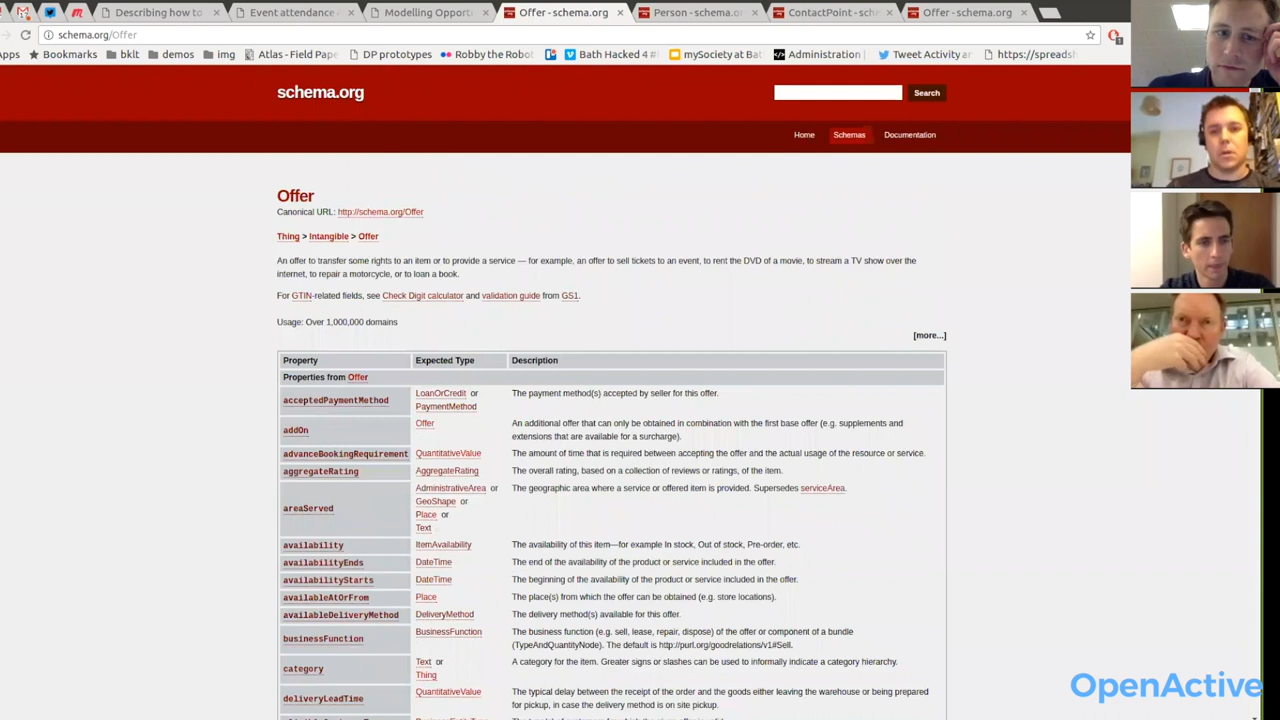 Describing how to
Event attendance
Modelling Opport
Offer - schema.org
Person - schema.o
ContactPoint - sche
Offer - schema.org
schema.org/Offer
Apps
Bookmarks
bklt
demos
img
Atlas - Field Paper
DP prototypes
Robby the Robot
Bath Hacked 4 #
mySociety at Bat
Administration
Tweet Activity a
https://spreads
schema.org
Search
Home
Schemas
Documentation
Offer
Canonical URL: http://schema.org/Offer
Thing > Intangible > Offer
An offer to transfer some rights to an item or to provide a service — for example, an offer to sell tickets to an event, to rent the DVD of a movie, to stream a TV show over the
internet, to repair a motorcycle, or to loan a book.
For GTIN-related fields, see Check Digit calculator and validation guide from GS1.
Usage: Over 1,000,000 domains
[more...]
Property Expected Type Description
Properties from Offer
acceptedPaymentMethod LoanOrCredit or The payment method(s) accepted by seller for this offer.
PaymentMethod
addOn Offer An additional offer that can only be obtained in combination with the first base offer (e.g. supplements and
extensions that are available for a surcharge).
advanceBookingRequirement QuantitativeValue The amount of time that is required between accepting the offer and the actual usage of the resource or service.
aggregateRating AggregateRating The overall rating, based on a collection of reviews or ratings, of the item.
areaServed AdministrativeArea or The geographic area where a service or offered item is provided. Supersedes serviceArea.
GeoShape or
Place or
Text
availability ItemAvailability The availability of this item—for example In stock, Out of stock, Pre-order, etc.
availabilityEnds DateTime The end of the availability of the product or service included in the offer.
availabilityStarts DateTime The beginning of the availability of the product or service included in the offer.
availableAtOrFrom Place The place(s) from which the offer can be obtained (e.g. store locations).
availableDeliveryMethod DeliveryMethod The delivery method(s) available for this offer.
businessFunction BusinessFunction The business function (e.g. sell, lease, repair, dispose) of the offer or component of a bundle
(TypeAndQuantityNode). The default is http://purl.org/goodrelations/v1#Sell.
category Text or A category for the item. Greater signs or slashes can be used to informally indicate a category hierarchy.
Thing
deliveryLeadTime QuantitativeValue The typical delay between the receipt of the order and the goods either leaving the warehouse or being prepared
for pickup, in case the delivery method is on site pickup.
OpenActive